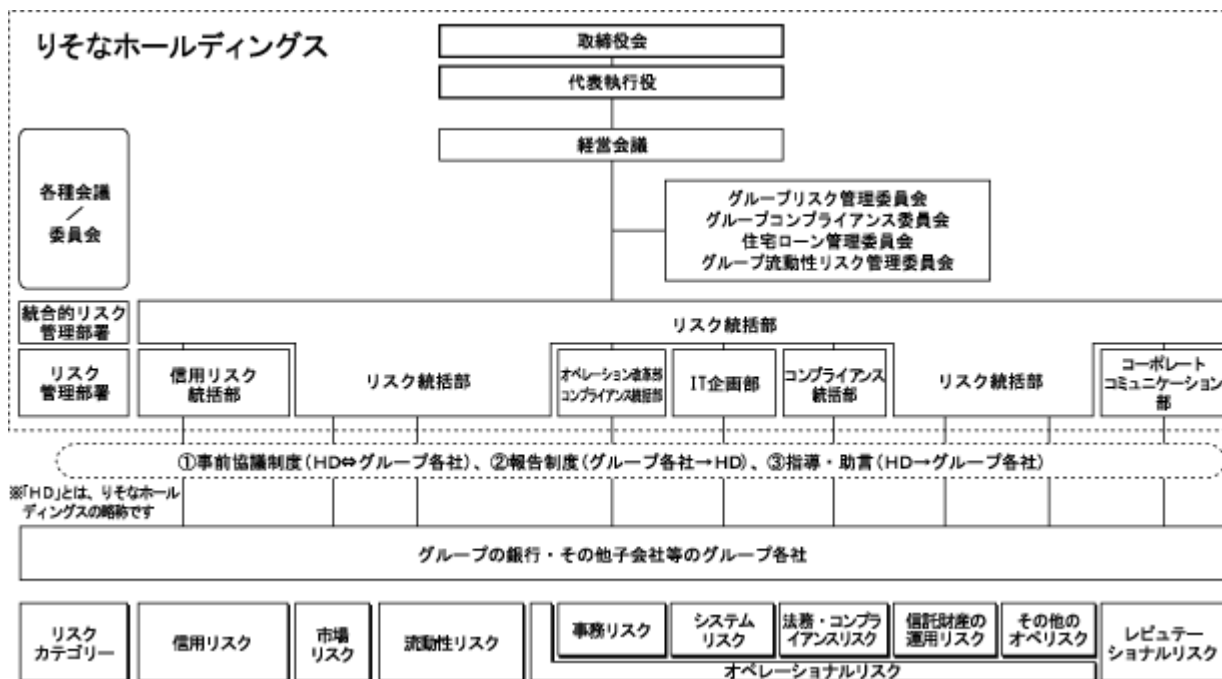 りそなホールディングス
取締役会
代表執行役
経営会議
各種会議
／
委員会
グループリスク管理委員会
グループコンプライアンス委員会
住宅ローン管理委員会
グループ流動性リスク管理委員会
統合的リスク
管理部署
リスク統括部
リスク
管理部署
信用リスク
統括部
リスク統括部
オペレーション改革部
コンプライアンス統括部
IT企画部
コンプライアンス
統括部
リスク統括部
コーポレート
コミュニケーション
部
①事前協議制度(HD⇔グループ各社)、②報告制度(グループ各社→HD)、③指導・助言(HD→グループ各社)
※「HD」とは、りそなホール
ディングスの略称です
グループの銀行・その他子会社等のグループ各社
リスク
カテゴリー
信用リスク
市場
リスク
流動性リスク
事務リスク
システム
リスク
法務・コンプラ
イアンスリスク
信託財産の
運用リスク
その他の
オペリスク
オペレーショナルリスク
レピュテー
ショナルリスク